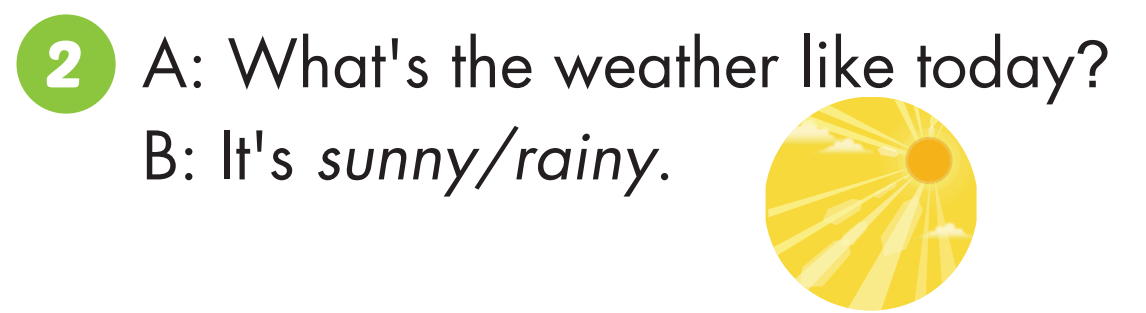 2 A: What's the weather like today?
B: It's sunny/rainy.